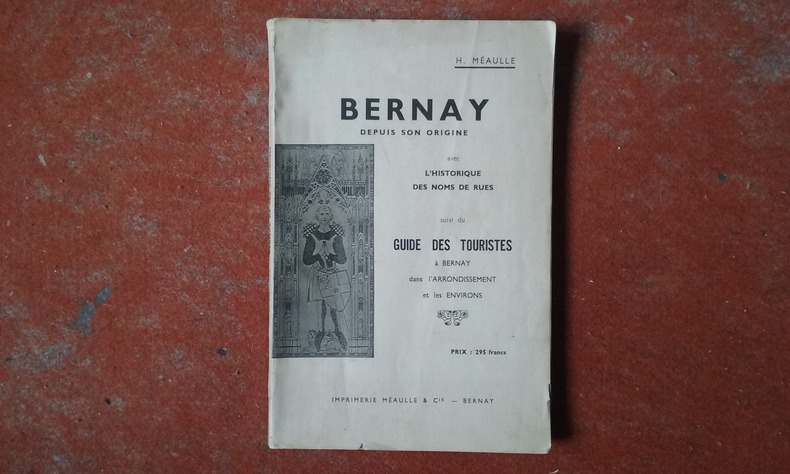 H. MÉAULLE
BERNAY
DEPUIS SON ORIGINE
avec
L'HISTORIQUE
DES NOMS DE RUES
suivi du
GUIDE DES TOURISTES
à BERNAY
dans l'ARRONDISSEMENT
et les ENVIRONS
PRIX : 295 francs
IMPRIMERIE MÉAULLE & Cie — BERNAY